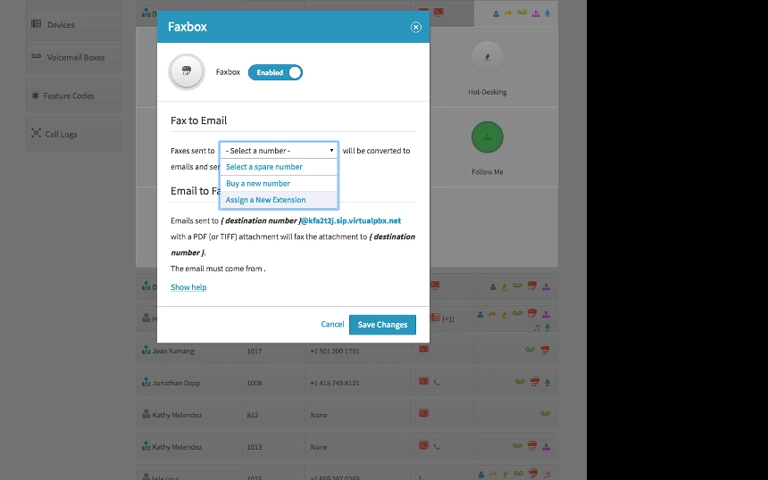 Faxbox
Devices
Voicemail Boxes
Feature Codes
Call Logs
Faxbox Enabled
Hot-Desking
Follow Me
Fax to Email
Faxes sent to - Select a number - will be converted to
emails and
Select a spare number
Buy a new number
Assign a New Extension
Email to
Emails sent to { destination number }@kfa2t2j.sip.virtualpbx.net
with a PDF (or TIFF) attachment will fax the attachment to { destination
number }.
The email must come from .
Show help
(+1)
Cancel Save Changes
Jean Yumang 1017 +1 501 200 1751
Jonathan Depp 1008 +1 415 745 8121
Kathy Melendez 812 None
Kathy Melendez 1013 None